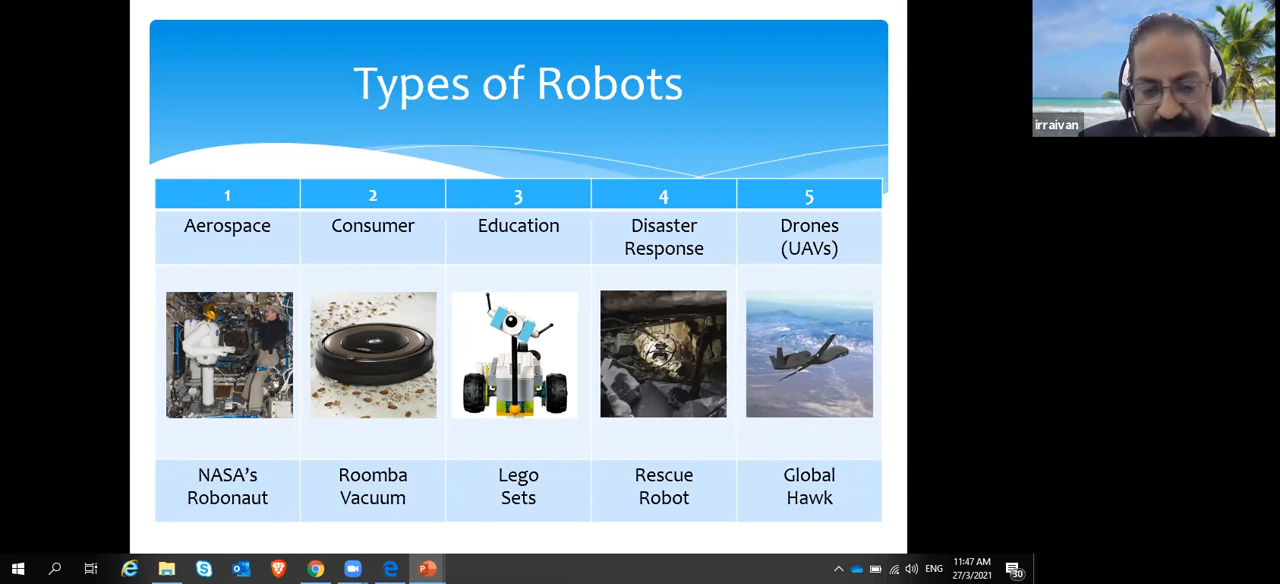 Types of Robots
irraivan
1 2 3 4 5
Aerospace Consumer Education Disaster Response Drones (UAVs)
NASA's Robonaut Roomba Vacuum Lego Sets Rescue Robot Global Hawk
ENG
11:47 AM
27/3/2021
30